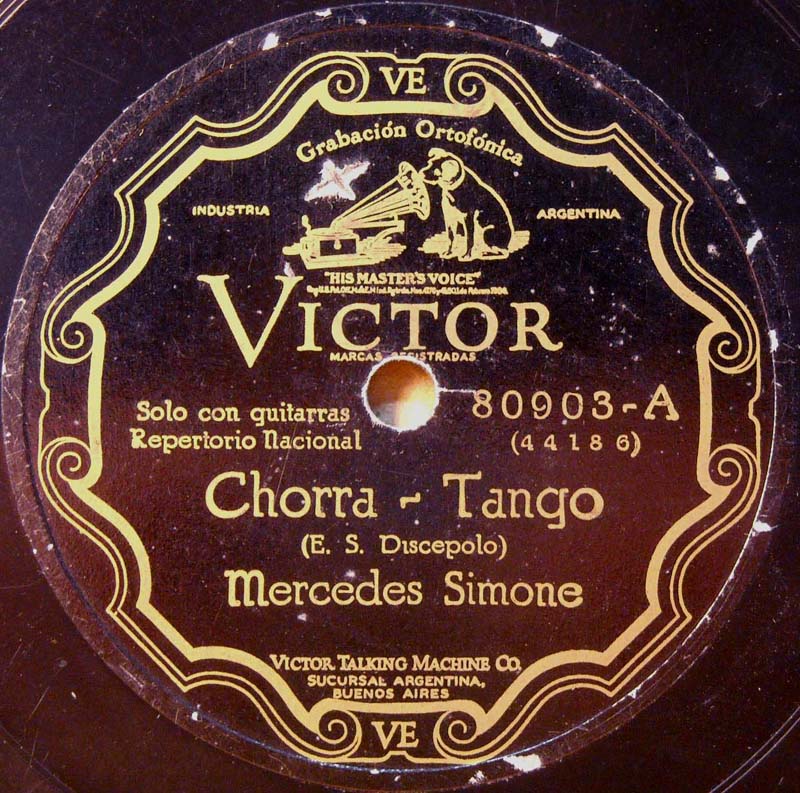 VE
Grabación Ortofónica
INDUSTRIA
ARGENTINA
"HIS MASTER'S VOICE"
VICTOR
MARCAS REGISTRADAS
Solo con guitarras
Repertorio Nacional
80903-A
(44186)
Chorra - Tango
(E. S. Discepolo)
Mercedes Simone
VICTOR TALKING MACHINE CO.
SUCURSAL ARGENTINA,
BUENOS AIRES
VE